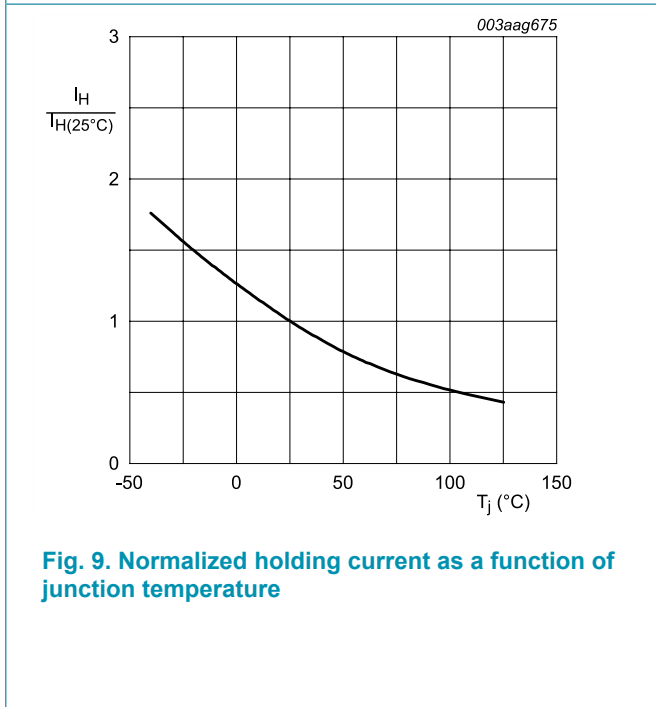 003aag675
3
I_H
T_H(25°C)
2
1
0
-50 0 50 100 150
T_j (°C)
Fig. 9. Normalized holding current as a function of
junction temperature